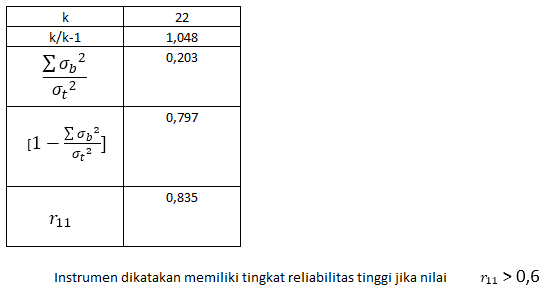 k 22
k/k-1 1,048
∑σb²/σt² 0,203
[1 − ∑σb²/σt²] 0,797
r11 0,835
Instrumen dikatakan memiliki tingkat reliabilitas tinggi jika nilai r11 > 0,6